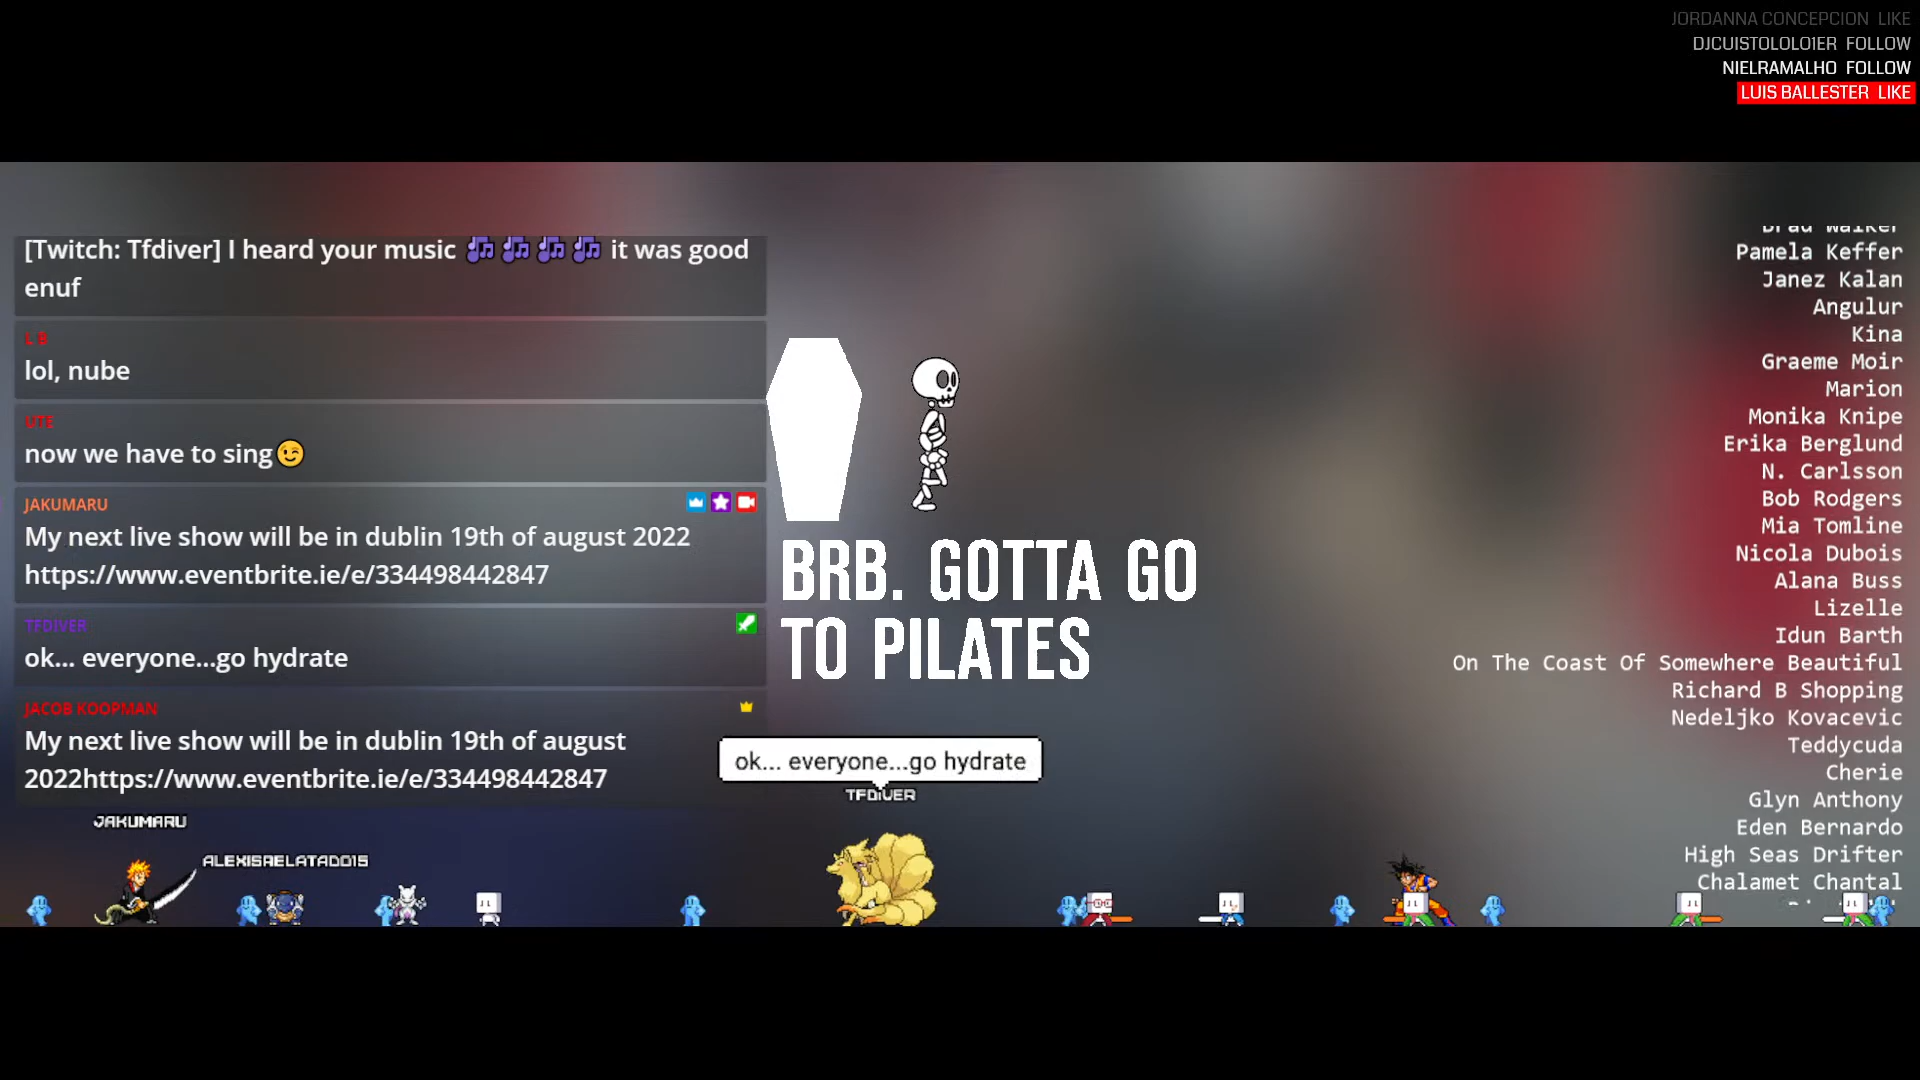 JORDANNA CONCEPCION LIKE
DJCUISTOLOLO1ER FOLLOW
NIELRAMALHO FOLLOW
LUIS BALLESTER LIKE
[Twitch: Tfdiver] I heard your music 🎶 🎶 🎶 🎶 it was good
enuf
L B
lol, nube
UTE
now we have to sing😉
JAKUMARU
My next live show will be in dublin 19th of august 2022
https://www.eventbrite.ie/e/334498442847
TFDIVER
ok... everyone...go hydrate
JACOB KOOPMAN
My next live show will be in dublin 19th of august
2022https://www.eventbrite.ie/e/334498442847
BRB. GOTTA GO
TO PILATES
ok... everyone...go hydrate
TFDIVER
JAKUMARU
ALEXISAELATADO15
Brad Walker
Pamela Keffer
Janez Kalan
Angulur
Kina
Graeme Moir
Marion
Monika Knipe
Erika Berglund
N. Carlsson
Bob Rodgers
Mia Tomline
Nicola Dubois
Alana Buss
Lizelle
Idun Barth
On The Coast Of Somewhere Beautiful
Richard B Shopping
Nedeljko Kovacevic
Teddycuda
Cherie
Glyn Anthony
Eden Bernardo
High Seas Drifter
Chalamet Chantal